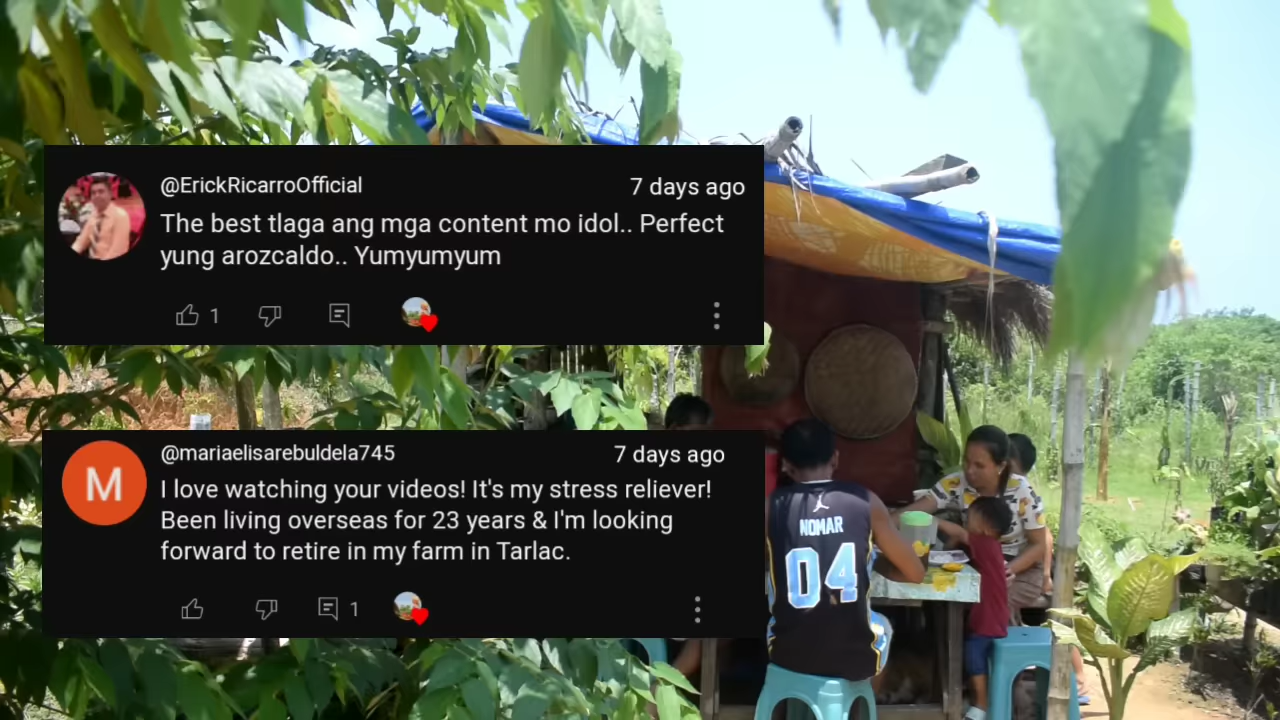 @ErickRicarroOfficial 7 days ago
The best tlaga ang mga content mo idol.. Perfect
yung arozcaldo.. Yumyumyum
1
@mariaelisarebuldela745 7 days ago
M
I love watching your videos! It's my stress reliever!
Been living overseas for 23 years & I'm looking
forward to retire in my farm in Tarlac.
1
NOMAR
04